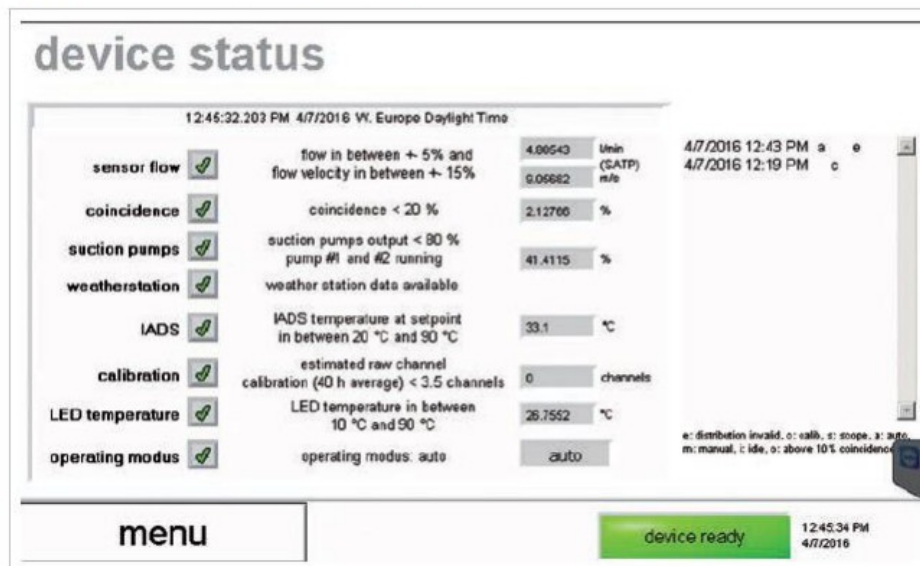 device status
12:45:32.203 PM 4/7/2016 W. Europe Daylight Time
sensor flow
flow in between +- 5% and
flow velocity in between +- 15%
l/min
(SATP)
m/s
coincidence
coincidence < 20 %
2.12766
%
suction pumps
suction pumps output < 80 %
pump #1 and #2 running
41.4115
%
weatherstation
weather station data available
IADS
IADS temperature at setpoint
in between 20 °C and 90 °C
33.1
°C
calibration
estimated raw channel
calibration (40 h average) < 3.5 channels
0
channels
LED temperature
LED temperature in between
10 °C and 90 °C
26.7552
°C
operating modus
operating modus: auto
auto
4/7/2016 12:43 PM a e
4/7/2016 12:19 PM c
e: distribution invalid, c: calib, s: scope, a: auto,
m: manual, i: idle, o: above 10% coincidence
menu
device ready
12:45:34 PM
4/7/2016